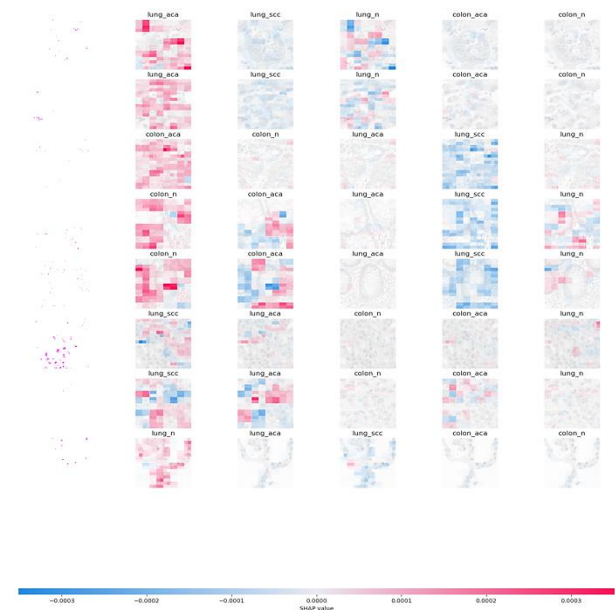 lung_aca lung_scc lung_n colon_aca colon_n
lung_aca lung_scc lung_n colon_aca colon_n
colon_aca colon_n lung_aca lung_scc lung_n
colon_n colon_aca lung_aca lung_scc lung_n
colon_n colon_aca lung_aca lung_scc lung_n
lung_scc lung_aca colon_n colon_aca lung_n
lung_scc lung_aca colon_n colon_aca lung_n
lung_n lung_aca lung_scc colon_aca colon_n
−0.0003 −0.0002 −0.0001 0.0000 0.0001 0.0002 0.0003
SHAP value